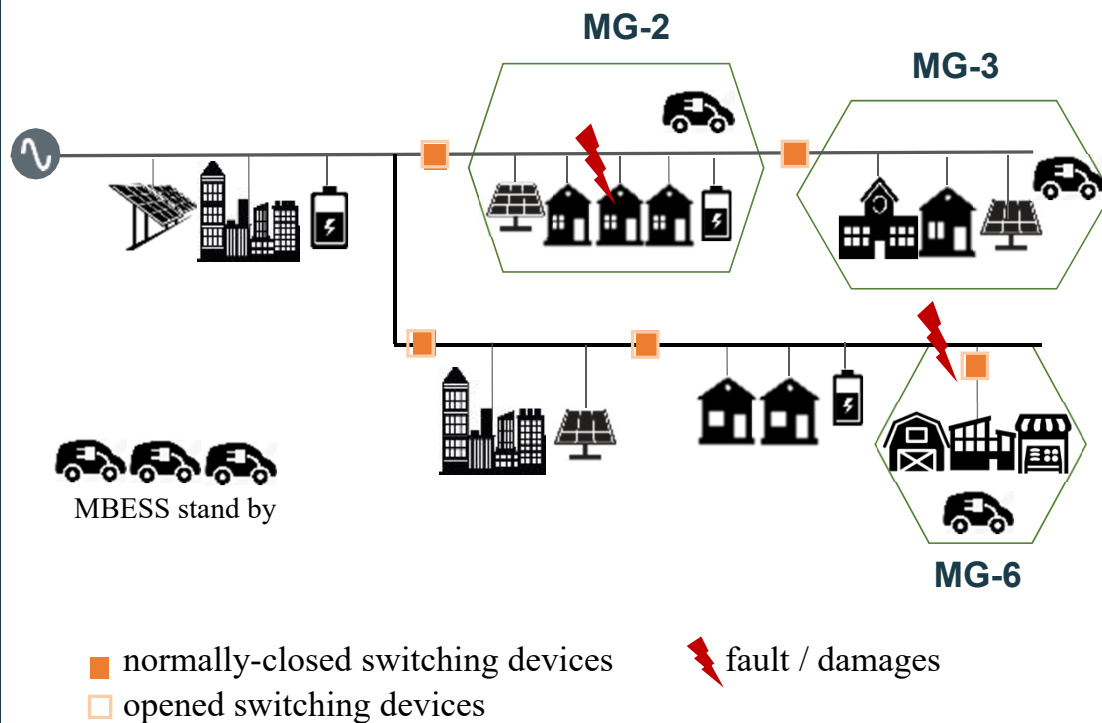 MG-2
MG-3
MBESS stand by
MG-6
normally-closed switching devices
fault / damages
opened switching devices